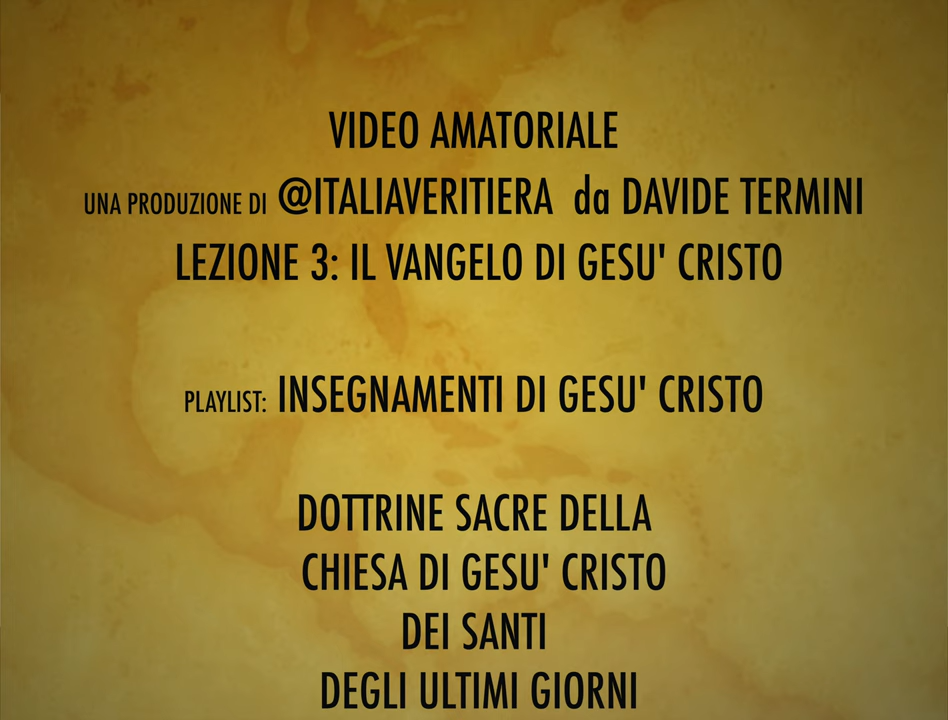 VIDEO AMATORIALE
UNA PRODUZIONE DI @ITALIAVERITIERA da DAVIDE TERMINI
LEZIONE 3: IL VANGELO DI GESU' CRISTO
PLAYLIST: INSEGNAMENTI DI GESU' CRISTO
DOTTRINE SACRE DELLA
CHIESA DI GESU' CRISTO
DEI SANTI
DEGLI ULTIMI GIORNI